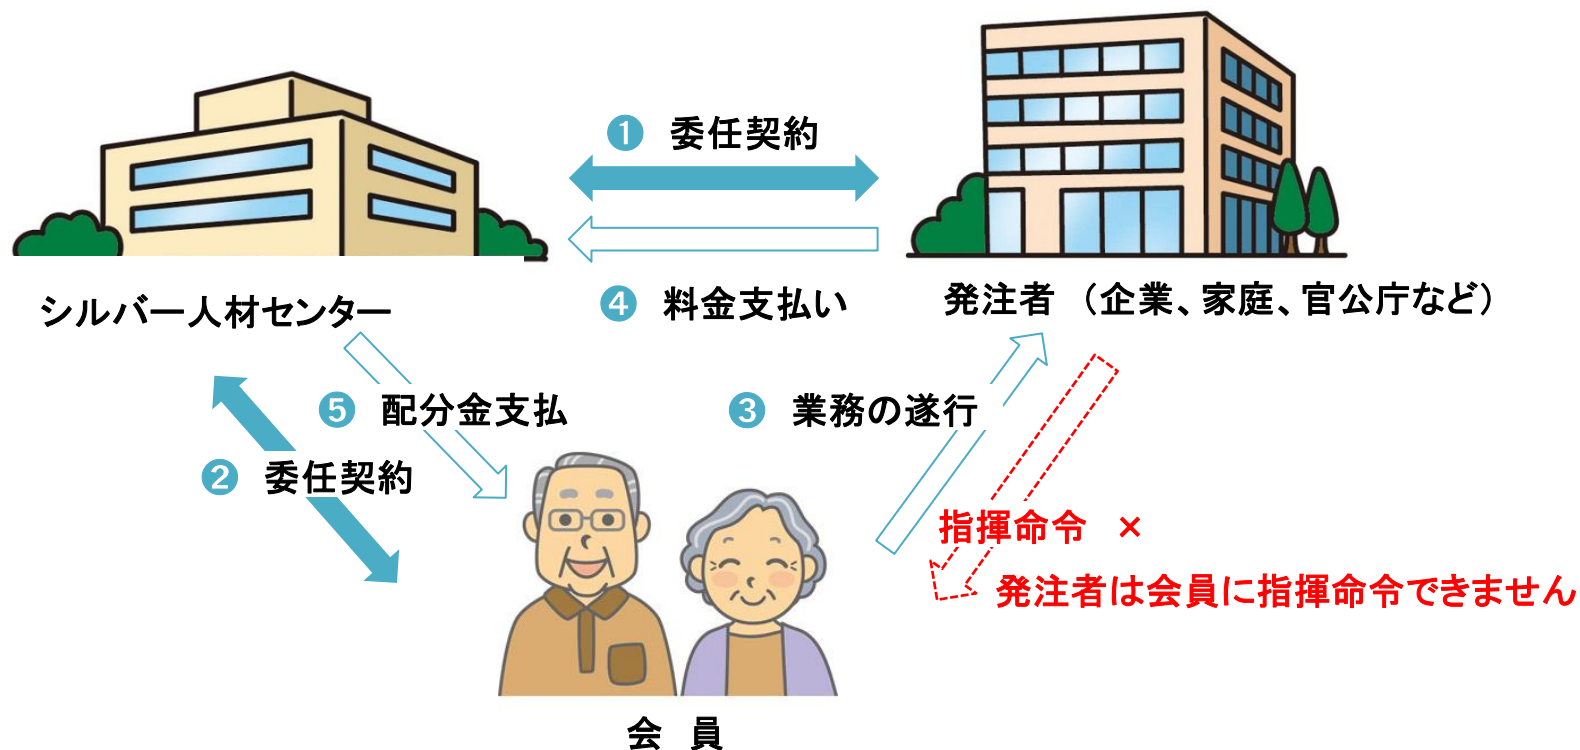 ❶ 委任契約
❹ 料金支払い
シルバー人材センター
発注者 （企業、家庭、官公庁など）
❺ 配分金支払
❸ 業務の遂行
❷ 委任契約
指揮命令 ×
発注者は会員に指揮命令できません
会 員